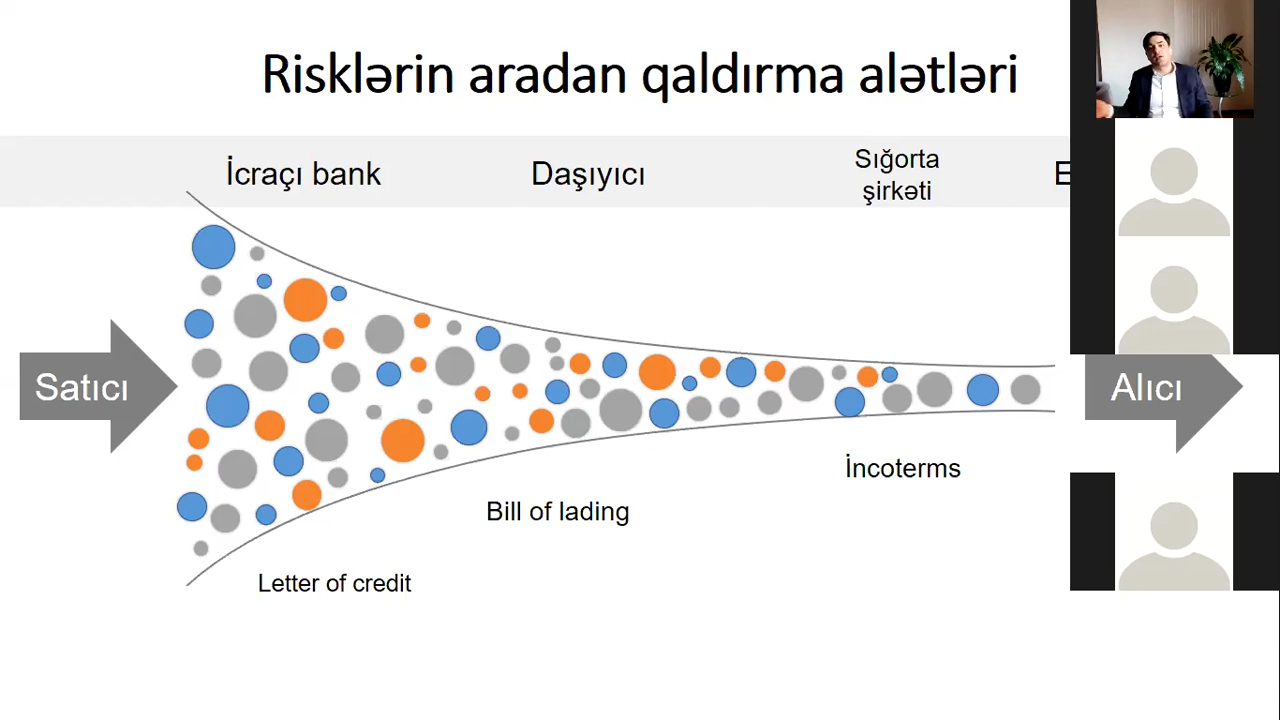 Risklərin aradan qaldırma alətləri
İcraçı bank
Daşıyıcı
Sığorta
şirkəti
Satıcı
Alıcı
İncoterms
Bill of lading
Letter of credit